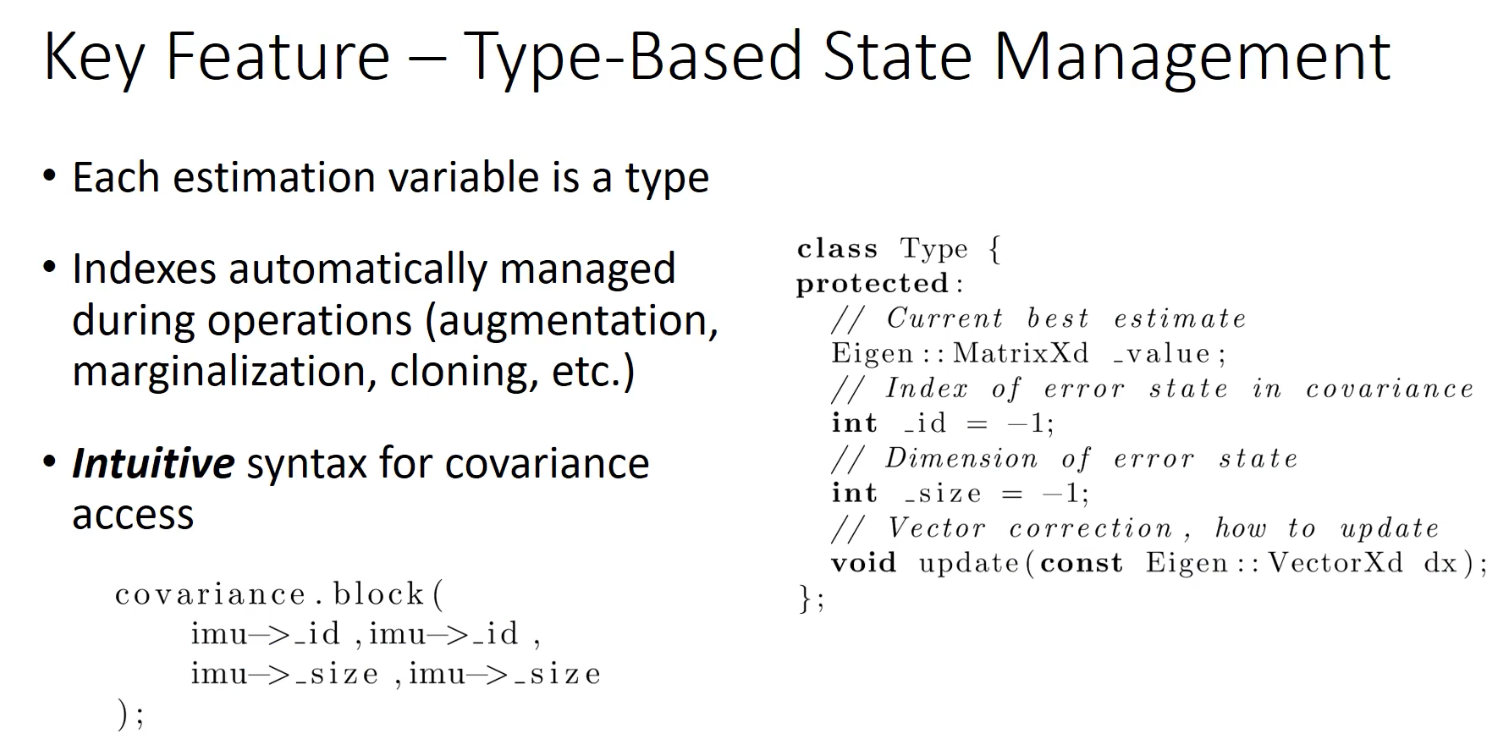 Key Feature – Type-Based State Management
• Each estimation variable is a type
• Indexes automatically managed
during operations (augmentation,
marginalization, cloning, etc.)
• Intuitive syntax for covariance
access
covariance.block(
imu−>_id ,imu−>_id ,
imu−>_size ,imu−>_size
);
class Type {
protected:
// Current best estimate
Eigen::MatrixXd _value;
// Index of error state in covariance
int _id = −1;
// Dimension of error state
int _size = −1;
// Vector correction, how to update
void update(const Eigen::VectorXd dx);
};